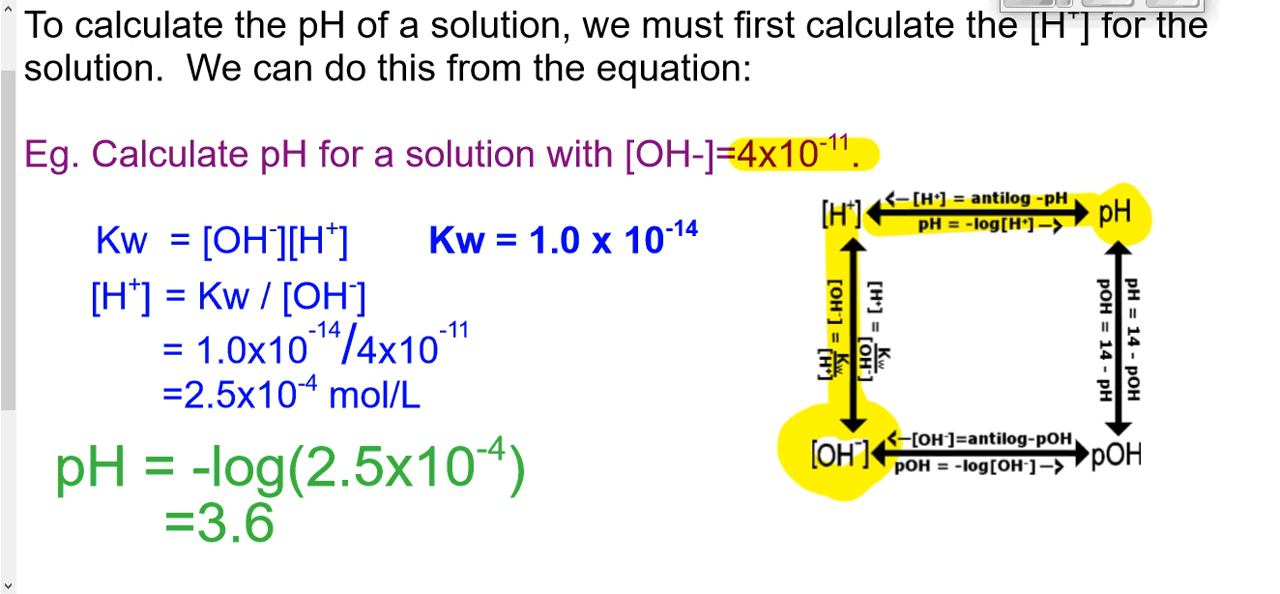 To calculate the pH of a solution, we must first calculate the [H⁺] for the
solution. We can do this from the equation:
Eg. Calculate pH for a solution with [OH-]=4x10⁻¹¹.
Kw = [OH⁻][H⁺] Kw = 1.0 x 10⁻¹⁴
[H⁺] = Kw / [OH⁻]
= 1.0x10⁻¹⁴/4x10⁻¹¹
=2.5x10⁻⁴ mol/L
pH = -log(2.5x10⁻⁴)
=3.6
[H⁺]
<—[H⁺] = antilog -pH
pH = -log[H⁺]—>
pH
[OH⁻] = Kw/[H⁺]
[H⁺] = Kw/[OH⁻]
pOH = 14 - pH
pH = 14 - pOH
[OH⁻]
<—[OH⁻]=antilog-pOH
pOH = -log[OH⁻]—>
pOH